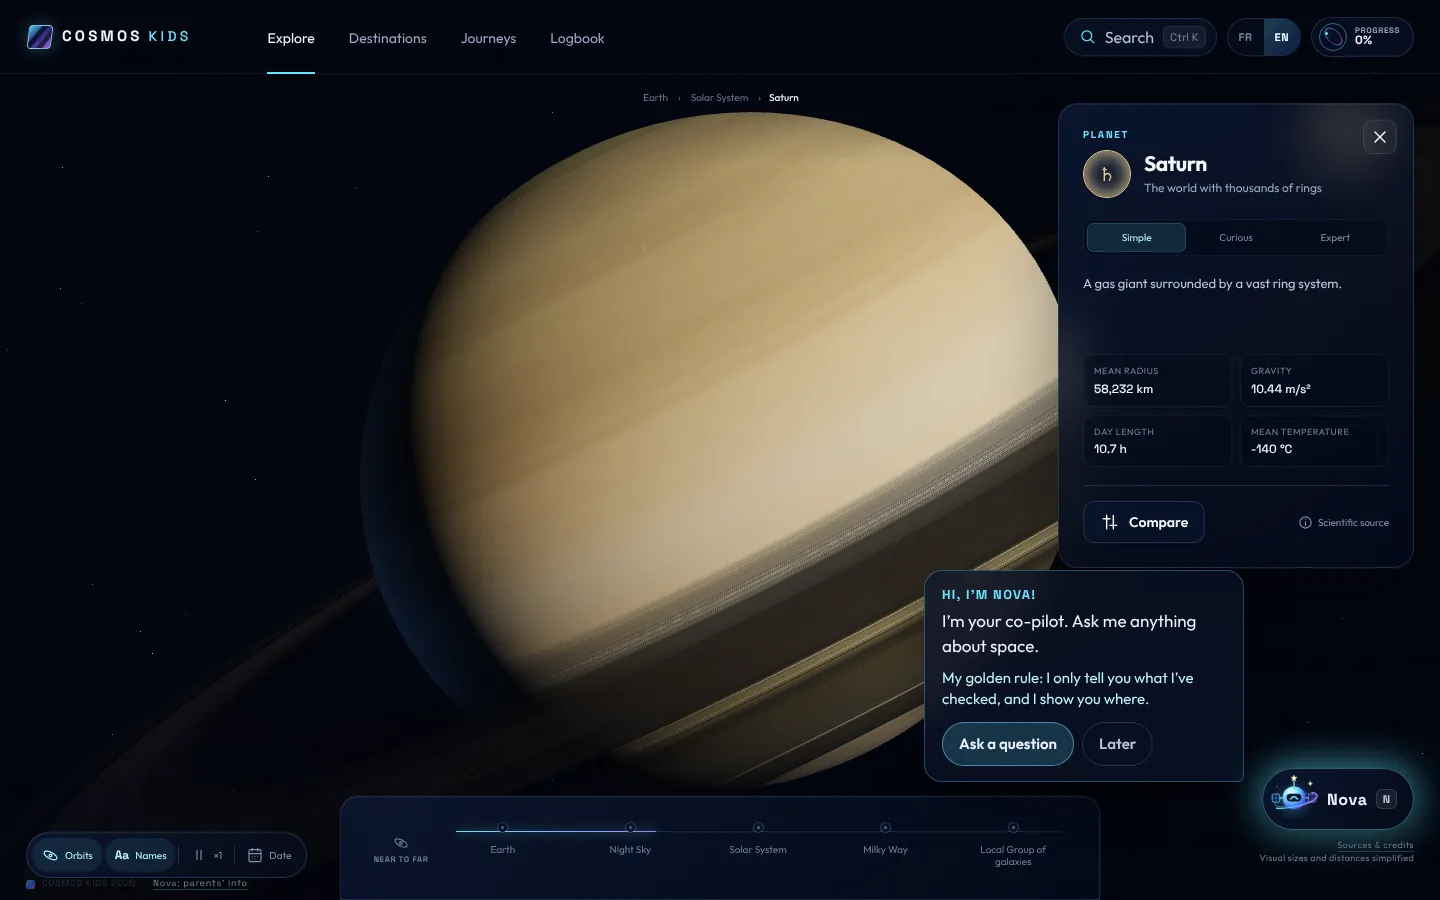 COSMOS KIDS
Explore
Destinations
Journeys
Logbook
Search Ctrl K
FR EN
PROGRESS
0%
Earth › Solar System › Saturn
PLANET
Saturn
The world with thousands of rings
Simple
Curious
Expert
A gas giant surrounded by a vast ring system.
MEAN RADIUS
58,232 km
GRAVITY
10.44 m/s²
DAY LENGTH
10.7 h
MEAN TEMPERATURE
-140 °C
Compare
Scientific source
HI, I'M NOVA!
I'm your co-pilot. Ask me anything
about space.
My golden rule: I only tell you what I've
checked, and I show you where.
Ask a question
Later
Nova N
Sources & credits
Visual sizes and distances simplified
NEAR TO FAR
Earth
Night Sky
Solar System
Milky Way
Local Group of
galaxies
Orbits
Aa Names
×1
Date
COSMOS KIDS 2026
Nova: parents' info